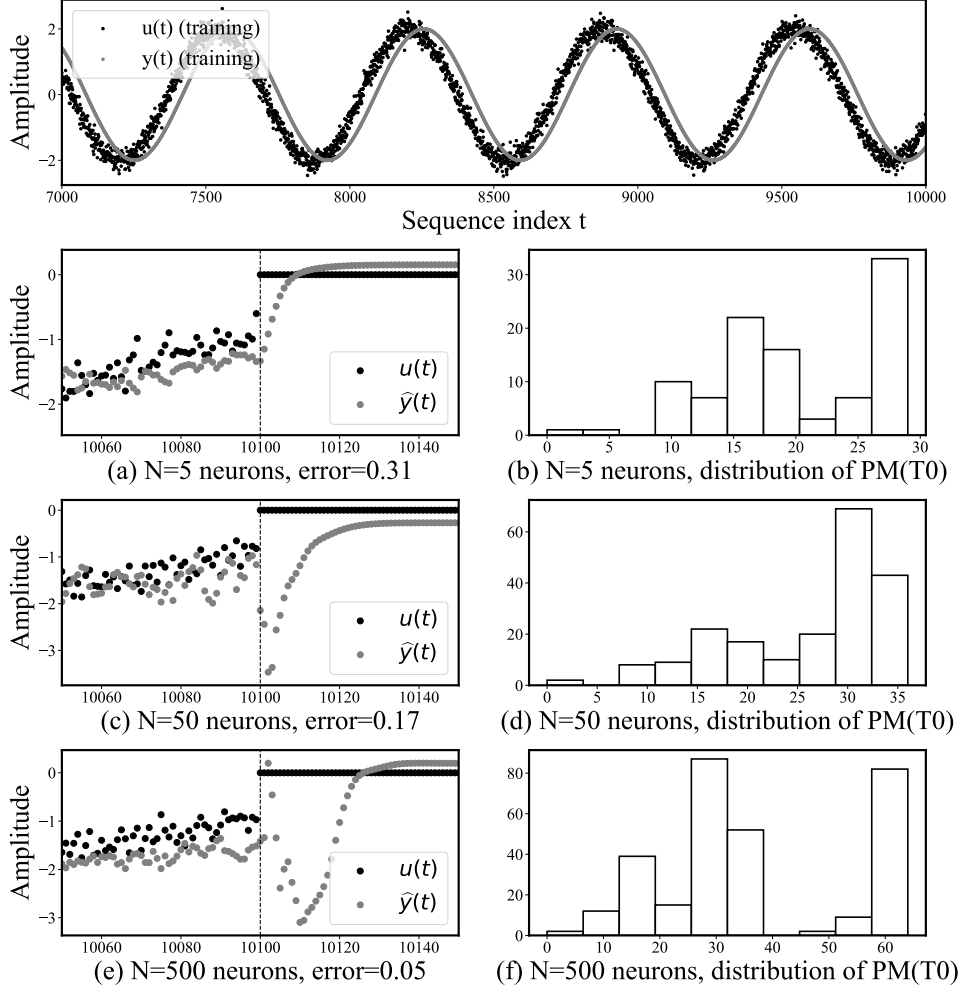 u(t) (training)
y(t) (training)
Amplitude
2
0
−2
7000 7500 8000 8500 9000 9500 10000
Sequence index t
Amplitude
0
−1
−2
u(t)
ŷ(t)
10060 10080 10100 10120 10140
(a) N=5 neurons, error=0.31
30
20
10
0
0 5 10 15 20 25 30
(b) N=5 neurons, distribution of PM(T0)
Amplitude
0
−1
−2
−3
u(t)
ŷ(t)
10060 10080 10100 10120 10140
(c) N=50 neurons, error=0.17
60
40
20
0
0 5 10 15 20 25 30 35
(d) N=50 neurons, distribution of PM(T0)
Amplitude
0
−1
−2
−3
u(t)
ŷ(t)
10060 10080 10100 10120 10140
(e) N=500 neurons, error=0.05
80
60
40
20
0
0 10 20 30 40 50 60
(f) N=500 neurons, distribution of PM(T0)